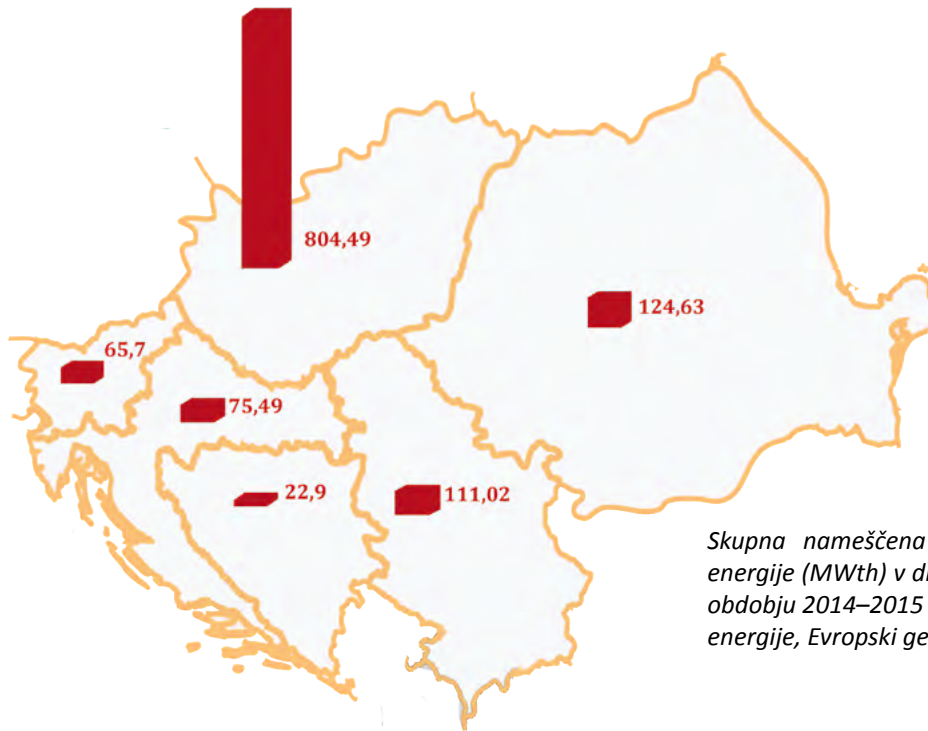 804,49
124,63
65,7
75,49
22,9
111,02
Skupna nameščena
energije (MWth) v
obdobju 2014–2015
energije, Evropski